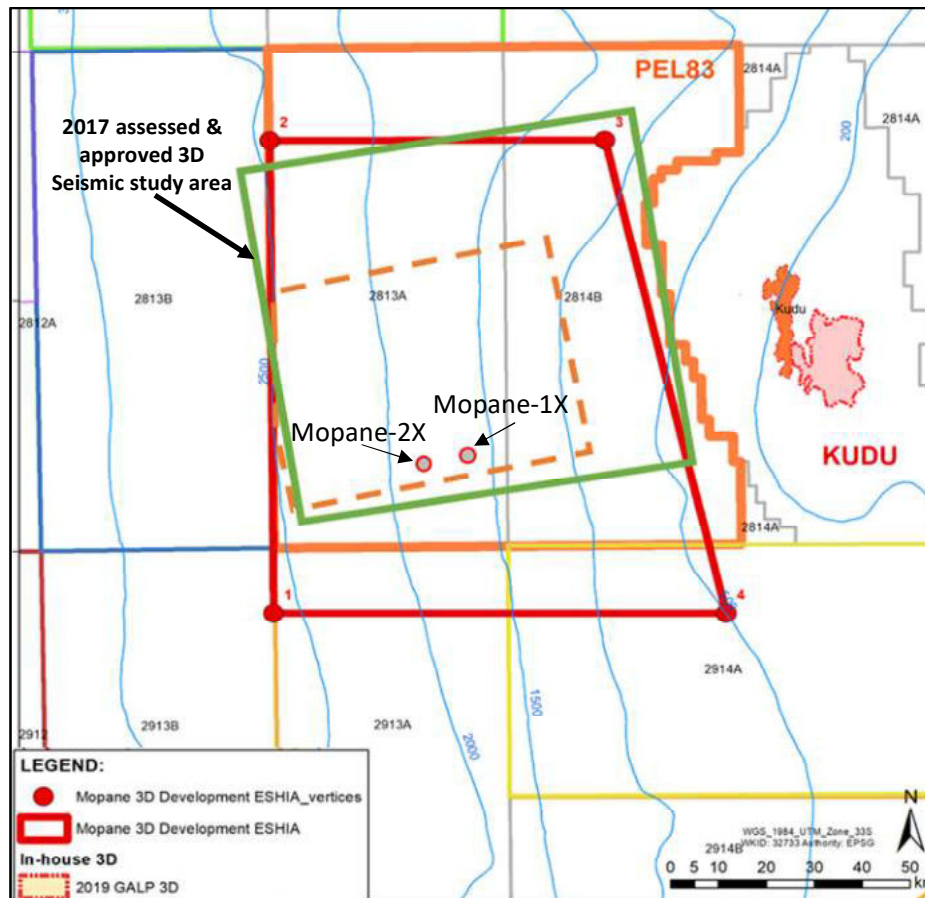 3
PEL83
2814A
2017 assessed &
approved 3D
Seismic study area
2
3
200
2814A
2813B
2813A
2814B
2812A
Kudu
2500
Mopane-2X
Mopane-1X
KUDU
2814A
1
4
2914A
2913B
2913A
1500
2000
2912
LEGEND:
Mopane 3D Development ESHIA_vertices
Mopane 3D Development ESHIA
In-house 3D
2019 GALP 3D
N
WGS_1984_UTM_Zone_33S
WKID: 32733 Authority: EPSG
2914B
0 5 10 20 30 40 50
km